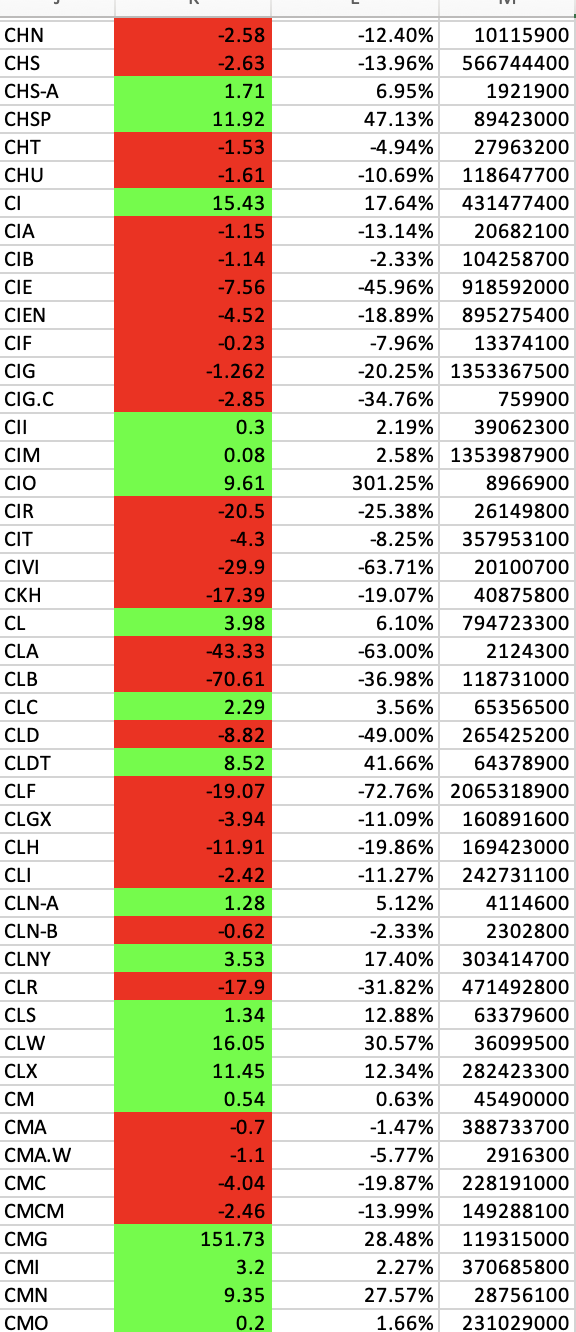 CHN -2.58 -12.40% 10115900
CHS -2.63 -13.96% 566744400
CHS-A 1.71 6.95% 1921900
CHSP 11.92 47.13% 89423000
CHT -1.53 -4.94% 27963200
CHU -1.61 -10.69% 118647700
CI 15.43 17.64% 431477400
CIA -1.15 -13.14% 20682100
CIB -1.14 -2.33% 104258700
CIE -7.56 -45.96% 918592000
CIEN -4.52 -18.89% 895275400
CIF -0.23 -7.96% 13374100
CIG -1.262 -20.25% 1353367500
CIG.C -2.85 -34.76% 759900
CII 0.3 2.19% 39062300
CIM 0.08 2.58% 1353987900
CIO 9.61 301.25% 8966900
CIR -20.5 -25.38% 26149800
CIT -4.3 -8.25% 357953100
CIVI -29.9 -63.71% 20100700
CKH -17.39 -19.07% 40875800
CL 3.98 6.10% 794723300
CLA -43.33 -63.00% 2124300
CLB -70.61 -36.98% 118731000
CLC 2.29 3.56% 65356500
CLD -8.82 -49.00% 265425200
CLDT 8.52 41.66% 64378900
CLF -19.07 -72.76% 2065318900
CLGX -3.94 -11.09% 160891600
CLH -11.91 -19.86% 169423000
CLI -2.42 -11.27% 242731100
CLN-A 1.28 5.12% 4114600
CLN-B -0.62 -2.33% 2302800
CLNY 3.53 17.40% 303414700
CLR -17.9 -31.82% 471492800
CLS 1.34 12.88% 63379600
CLW 16.05 30.57% 36099500
CLX 11.45 12.34% 282423300
CM 0.54 0.63% 45490000
CMA -0.7 -1.47% 388733700
CMA.W -1.1 -5.77% 2916300
CMC -4.04 -19.87% 228191000
CMCM -2.46 -13.99% 149288100
CMG 151.73 28.48% 119315000
CMI 3.2 2.27% 370685800
CMN 9.35 27.57% 28756100
CMO 0.2 1.66% 231029000